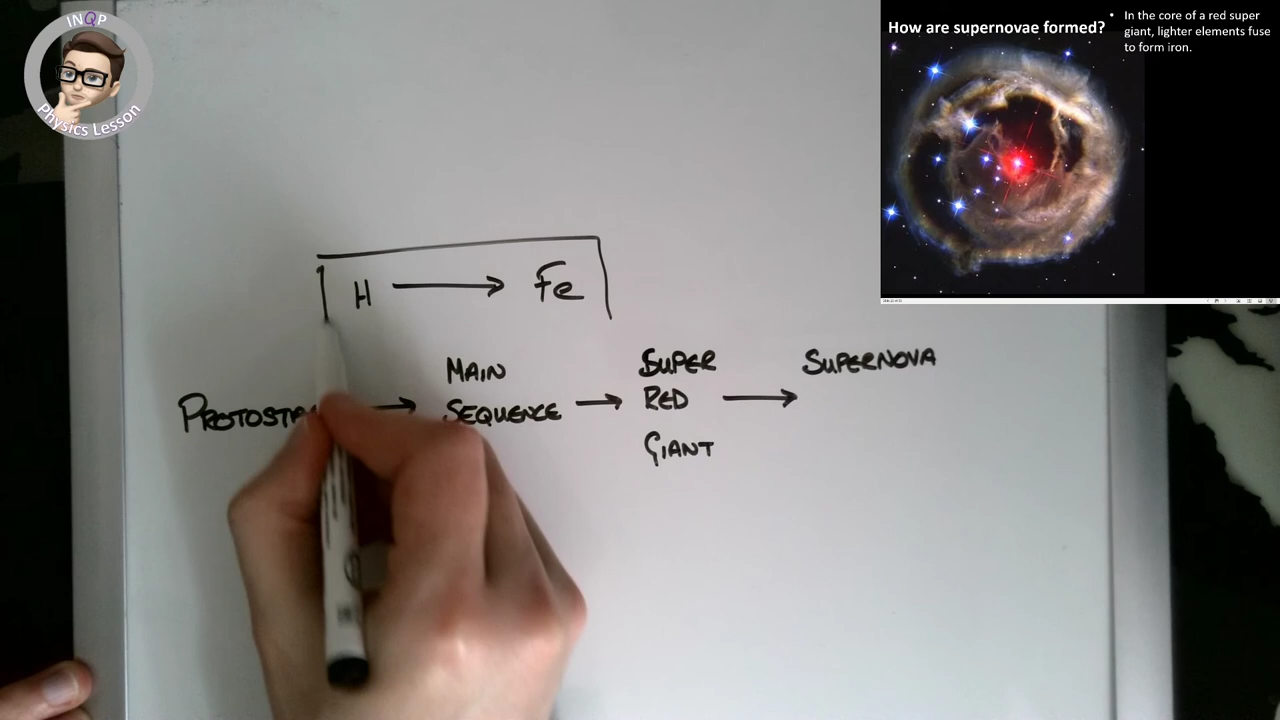 INQP
Physics Lesson
How are supernovae formed?
• In the core of a red super
giant, lighter elements fuse
to form iron.
H → Fe
MAIN
SEQUENCE
→
SUPER
RED
GIANT
→
SUPERNOVA